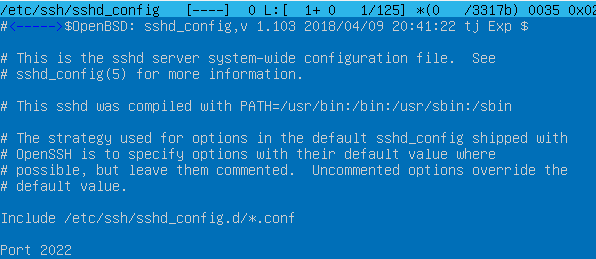 /etc/ssh/sshd_config [----] 0 L:[ 1+ 0 1/125] *(0 /3317b) 0035 0x02
#<----->$OpenBSD: sshd_config,v 1.103 2018/04/09 20:41:22 tj Exp $
# This is the sshd server system-wide configuration file. See
# sshd_config(5) for more information.
# This sshd was compiled with PATH=/usr/bin:/bin:/usr/sbin:/sbin
# The strategy used for options in the default sshd_config shipped with
# OpenSSH is to specify options with their default value where
# possible, but leave them commented. Uncommented options override the
# default value.
Include /etc/ssh/sshd_config.d/*.conf
Port 2022